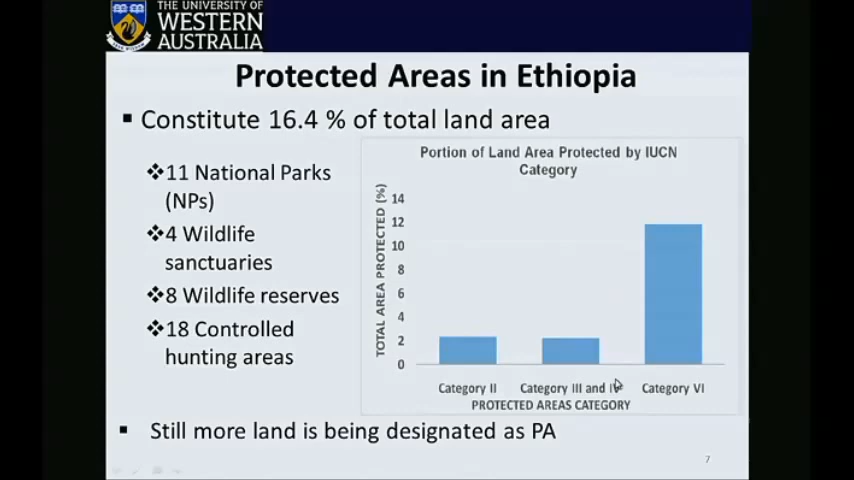 THE UNIVERSITY OF
WESTERN
AUSTRALIA
Protected Areas in Ethiopia
Constitute 16.4 % of total land area
11 National Parks
(NPs)
4 Wildlife
sanctuaries
8 Wildlife reserves
18 Controlled
hunting areas
Portion of Land Area Protected by IUCN
Category
TOTAL AREA PROTECTED (%)
14
12
10
8
6
4
2
0
Category II
Category III and IV
Category VI
PROTECTED AREAS CATEGORY
Still more land is being designated as PA
7